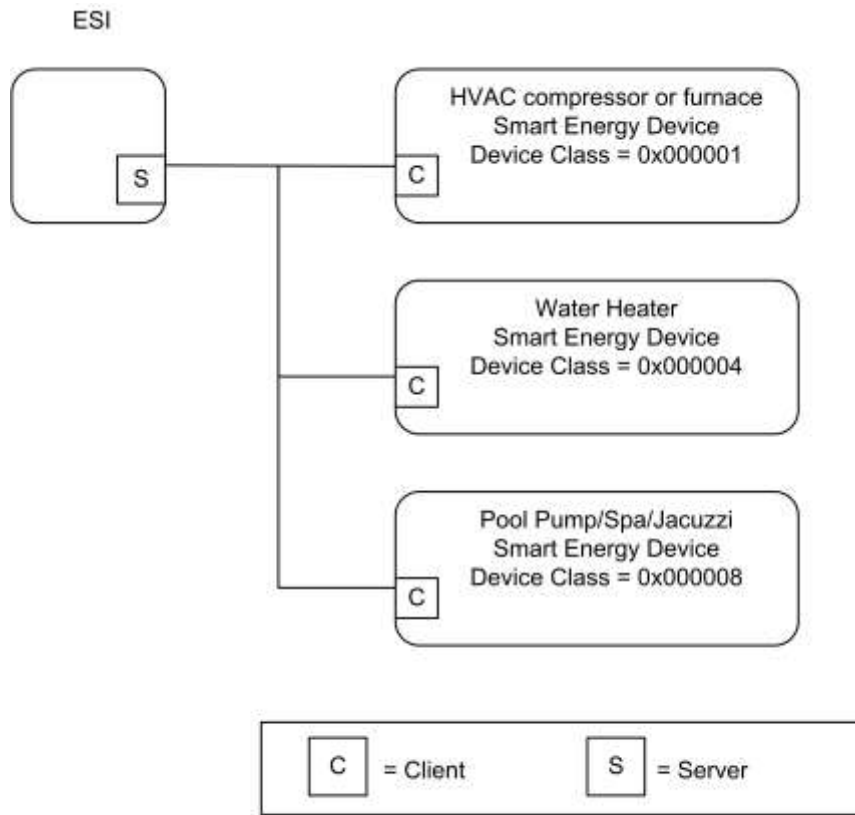 ESI
S
HVAC compressor or furnace
Smart Energy Device
Device Class = 0x000001
C
Water Heater
Smart Energy Device
Device Class = 0x000004
C
Pool Pump/Spa/Jacuzzi
Smart Energy Device
Device Class = 0x000008
C
C = Client
S = Server